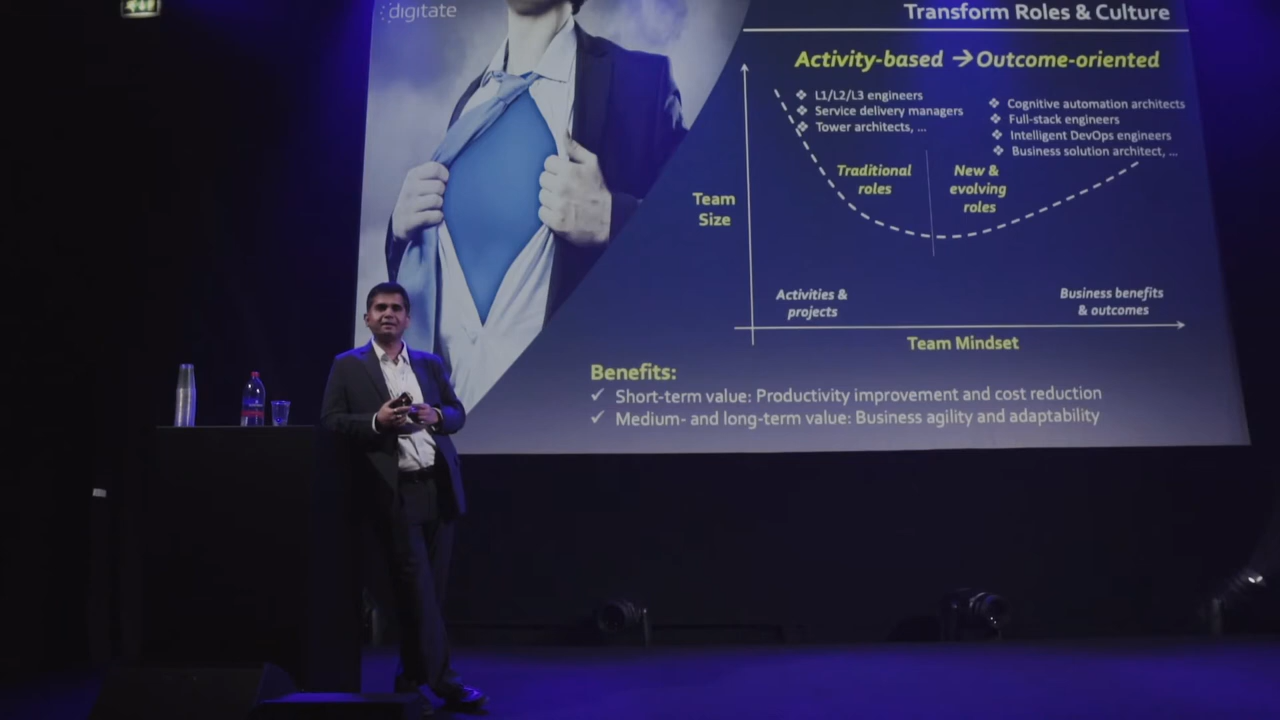 digitate
Transform Roles & Culture
Activity-based → Outcome-oriented
❖ L1/L2/L3 engineers
❖ Service delivery managers
❖ Tower architects, ...
❖ Cognitive automation architects
❖ Full-stack engineers
❖ Intelligent DevOps engineers
❖ Business solution architect, ...
Traditional
roles
New &
evolving
roles
Team
Size
Activities &
projects
Business benefits
& outcomes
Team Mindset
Benefits:
✓ Short-term value: Productivity improvement and cost reduction
✓ Medium- and long-term value: Business agility and adaptability